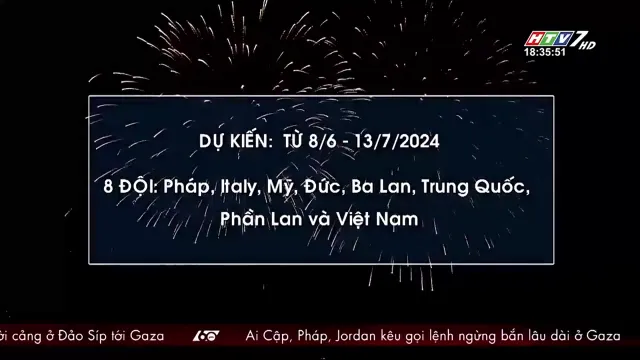 HTV7 HD
18:35:51
DỰ KIẾN: TỪ 8/6 - 13/7/2024
8 ĐỘI: Pháp, Italy, Mỹ, Đức, Ba Lan, Trung Quốc,
Phần Lan và Việt Nam
cảng ở Đảo Síp tới Gaza 60 Ai Cập, Pháp, Jordan kêu gọi lệnh ngừng bắn lâu dài ở Gaza